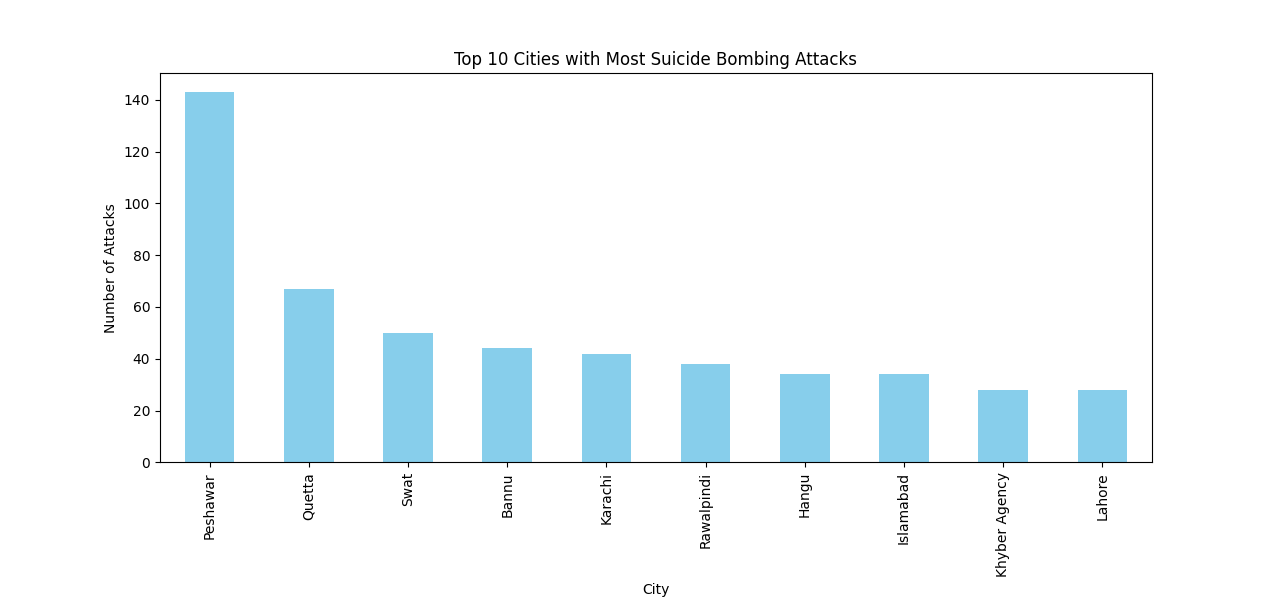 Top 10 Cities with Most Suicide Bombing Attacks
Number of Attacks
140
120
100
80
60
40
20
0
Peshawar
Quetta
Swat
Bannu
Karachi
Rawalpindi
Hangu
Islamabad
Khyber Agency
Lahore
City